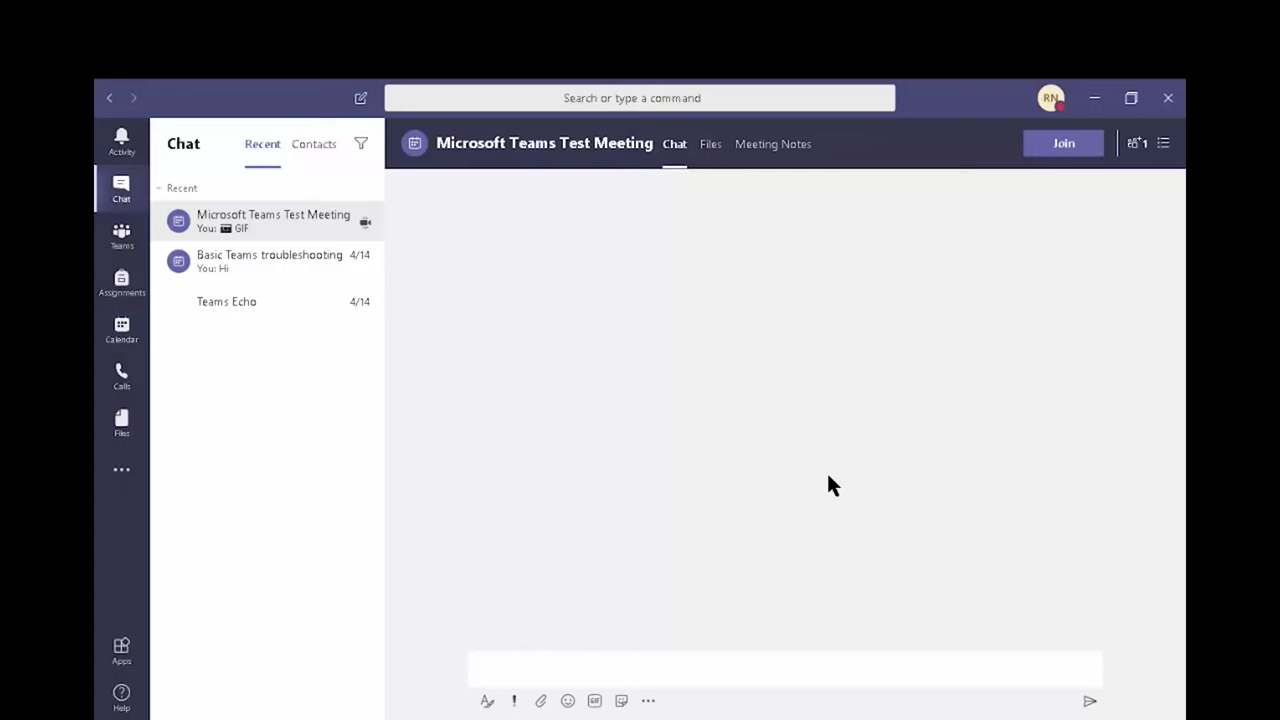 Search or type a command
RN
Activity
Chat
Teams
Assignments
Calendar
Calls
Files
Apps
Help
Chat
Recent
Contacts
Recent
Microsoft Teams Test Meeting
You: GIF
Basic Teams troubleshooting 4/14
You: Hi
Teams Echo 4/14
Microsoft Teams Test Meeting
Chat
Files
Meeting Notes
Join
1
GIF